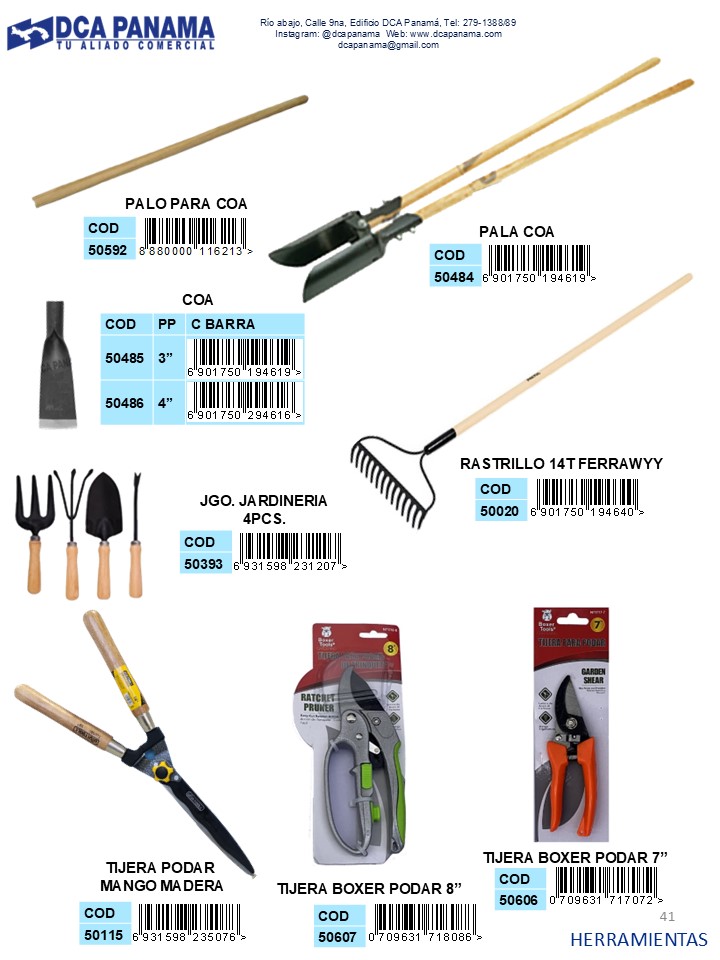 DCA PANAMA
TU ALIADO COMERCIAL
Río abajo, Calle 9na, Edificio DCA Panamá, Tel: 279-1388/89
Instagram: @dcapanama Web: www.dcapanama.com
dcapanama@gmail.com
PALO PARA COA
COD
50592
8 880000 116213 >
PALA COA
COD
50484
6 901750 194619 >
COA
COD PP C BARRA
50485 3”
6 901750 194619 >
50486 4”
6 901750 294616 >
RASTRILLO 14T FERRAWYY
COD
50020
6 901750 194640 >
JGO. JARDINERIA
4PCS.
COD
50393
6 931598 231207 >
Boxer
Tools
8"
RATCHET
PRUNER
Boxer
Tools
7"
GARDEN
SHEAR
TIJERA PODAR
MANGO MADERA
COD
50115
6 931598 235076 >
TIJERA BOXER PODAR 8”
COD
50607
0 709631 718086 >
TIJERA BOXER PODAR 7”
COD
50606
0 709631 717072 >
41
HERRAMIENTAS